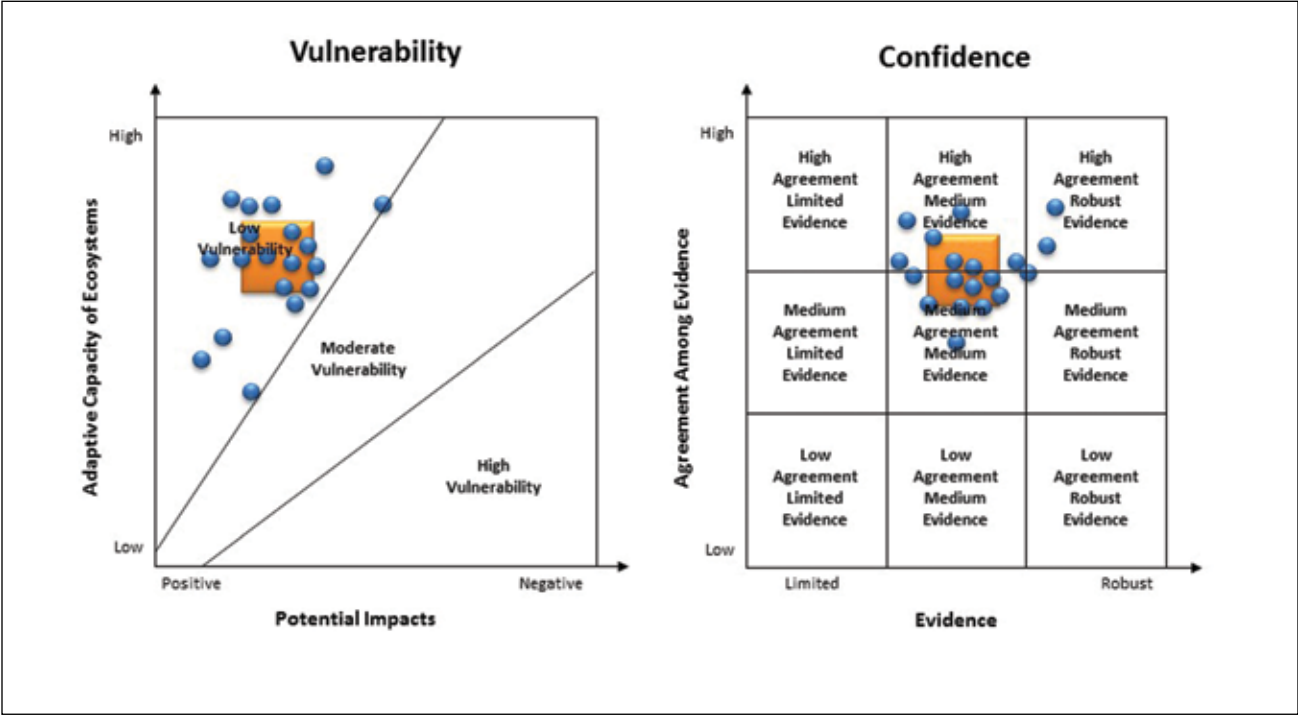 Vulnerability
High
Low
Vulnerability
Moderate
Vulnerability
High
Vulnerability
Low
Positive
Negative
Potential Impacts
Adaptive Capacity of Ecosystems
Confidence
High
High
Agreement
Limited
Evidence
High
Agreement
Medium
Evidence
High
Agreement
Robust
Evidence
Medium
Agreement
Limited
Evidence
Medium
Agreement
Medium
Evidence
Medium
Agreement
Robust
Evidence
Low
Agreement
Limited
Evidence
Low
Agreement
Medium
Evidence
Low
Agreement
Robust
Evidence
Low
Limited
Robust
Evidence
Agreement Among Evidence